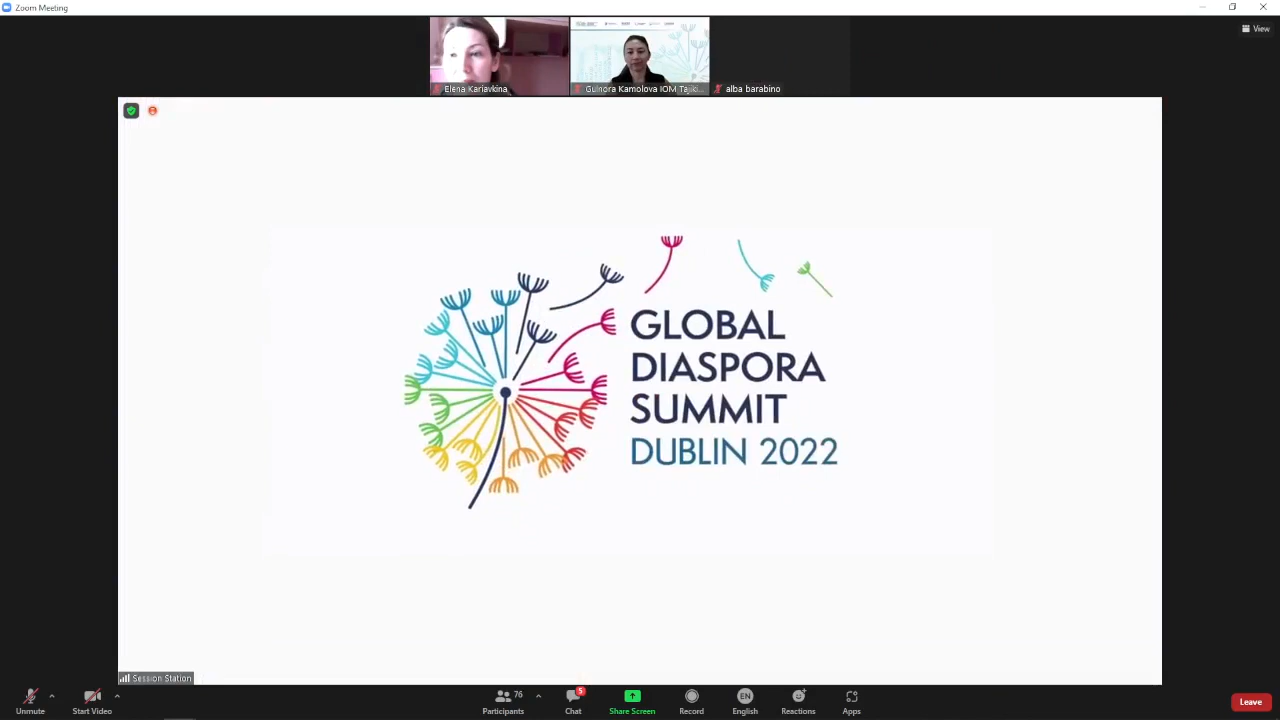 Zoom Meeting
View
Elena Kariavkina
Gulnora Kamolova IOM Tajiki...
alba barabino
GLOBAL
DIASPORA
SUMMIT
DUBLIN 2022
Session Station
Unmute
Start Video
76
Participants
5
Chat
Share Screen
Record
EN
English
Reactions
Apps
Leave